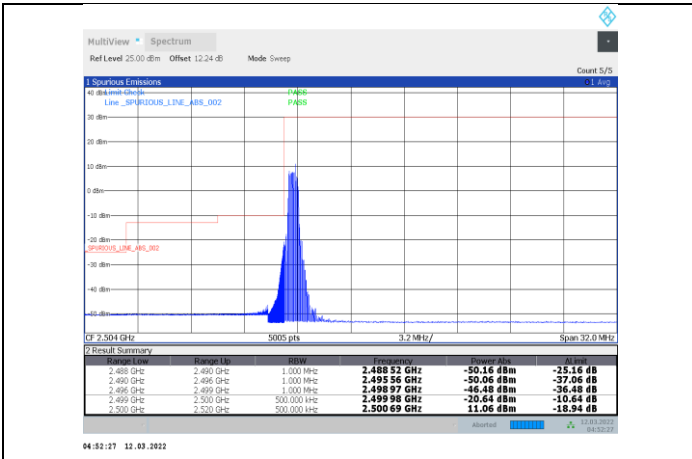 MultiView Spectrum
Ref Level 25.00 dBm Offset 12.24 dB Mode Sweep
Count 5/5
1 Spurious Emissions
1 Avg
40 dBm Limit Check PASS
Line _SPURIOUS_LINE_ABS_002 PASS
30 dBm
20 dBm
10 dBm
0 dBm
-10 dBm
-20 dBm
_SPURIOUS_LINE_ABS_002
-30 dBm
-40 dBm
-50 dBm
CF 2.504 GHz 5005 pts 3.2 MHz/ Span 32.0 MHz
2 Result Summary
Range Low Range Up RBW Frequency Power Abs ΔLimit
2.488 GHz 2.490 GHz 1.000 MHz 2.488 52 GHz -50.16 dBm -25.16 dB
2.490 GHz 2.496 GHz 1.000 MHz 2.495 56 GHz -50.06 dBm -37.06 dB
2.496 GHz 2.499 GHz 1.000 MHz 2.498 97 GHz -46.48 dBm -36.48 dB
2.499 GHz 2.500 GHz 500.000 kHz 2.499 98 GHz -20.64 dBm -10.64 dB
2.500 GHz 2.520 GHz 500.000 kHz 2.500 69 GHz 11.06 dBm -18.94 dB
Aborted 12.03.2022
04:52:27
04:52:27 12.03.2022